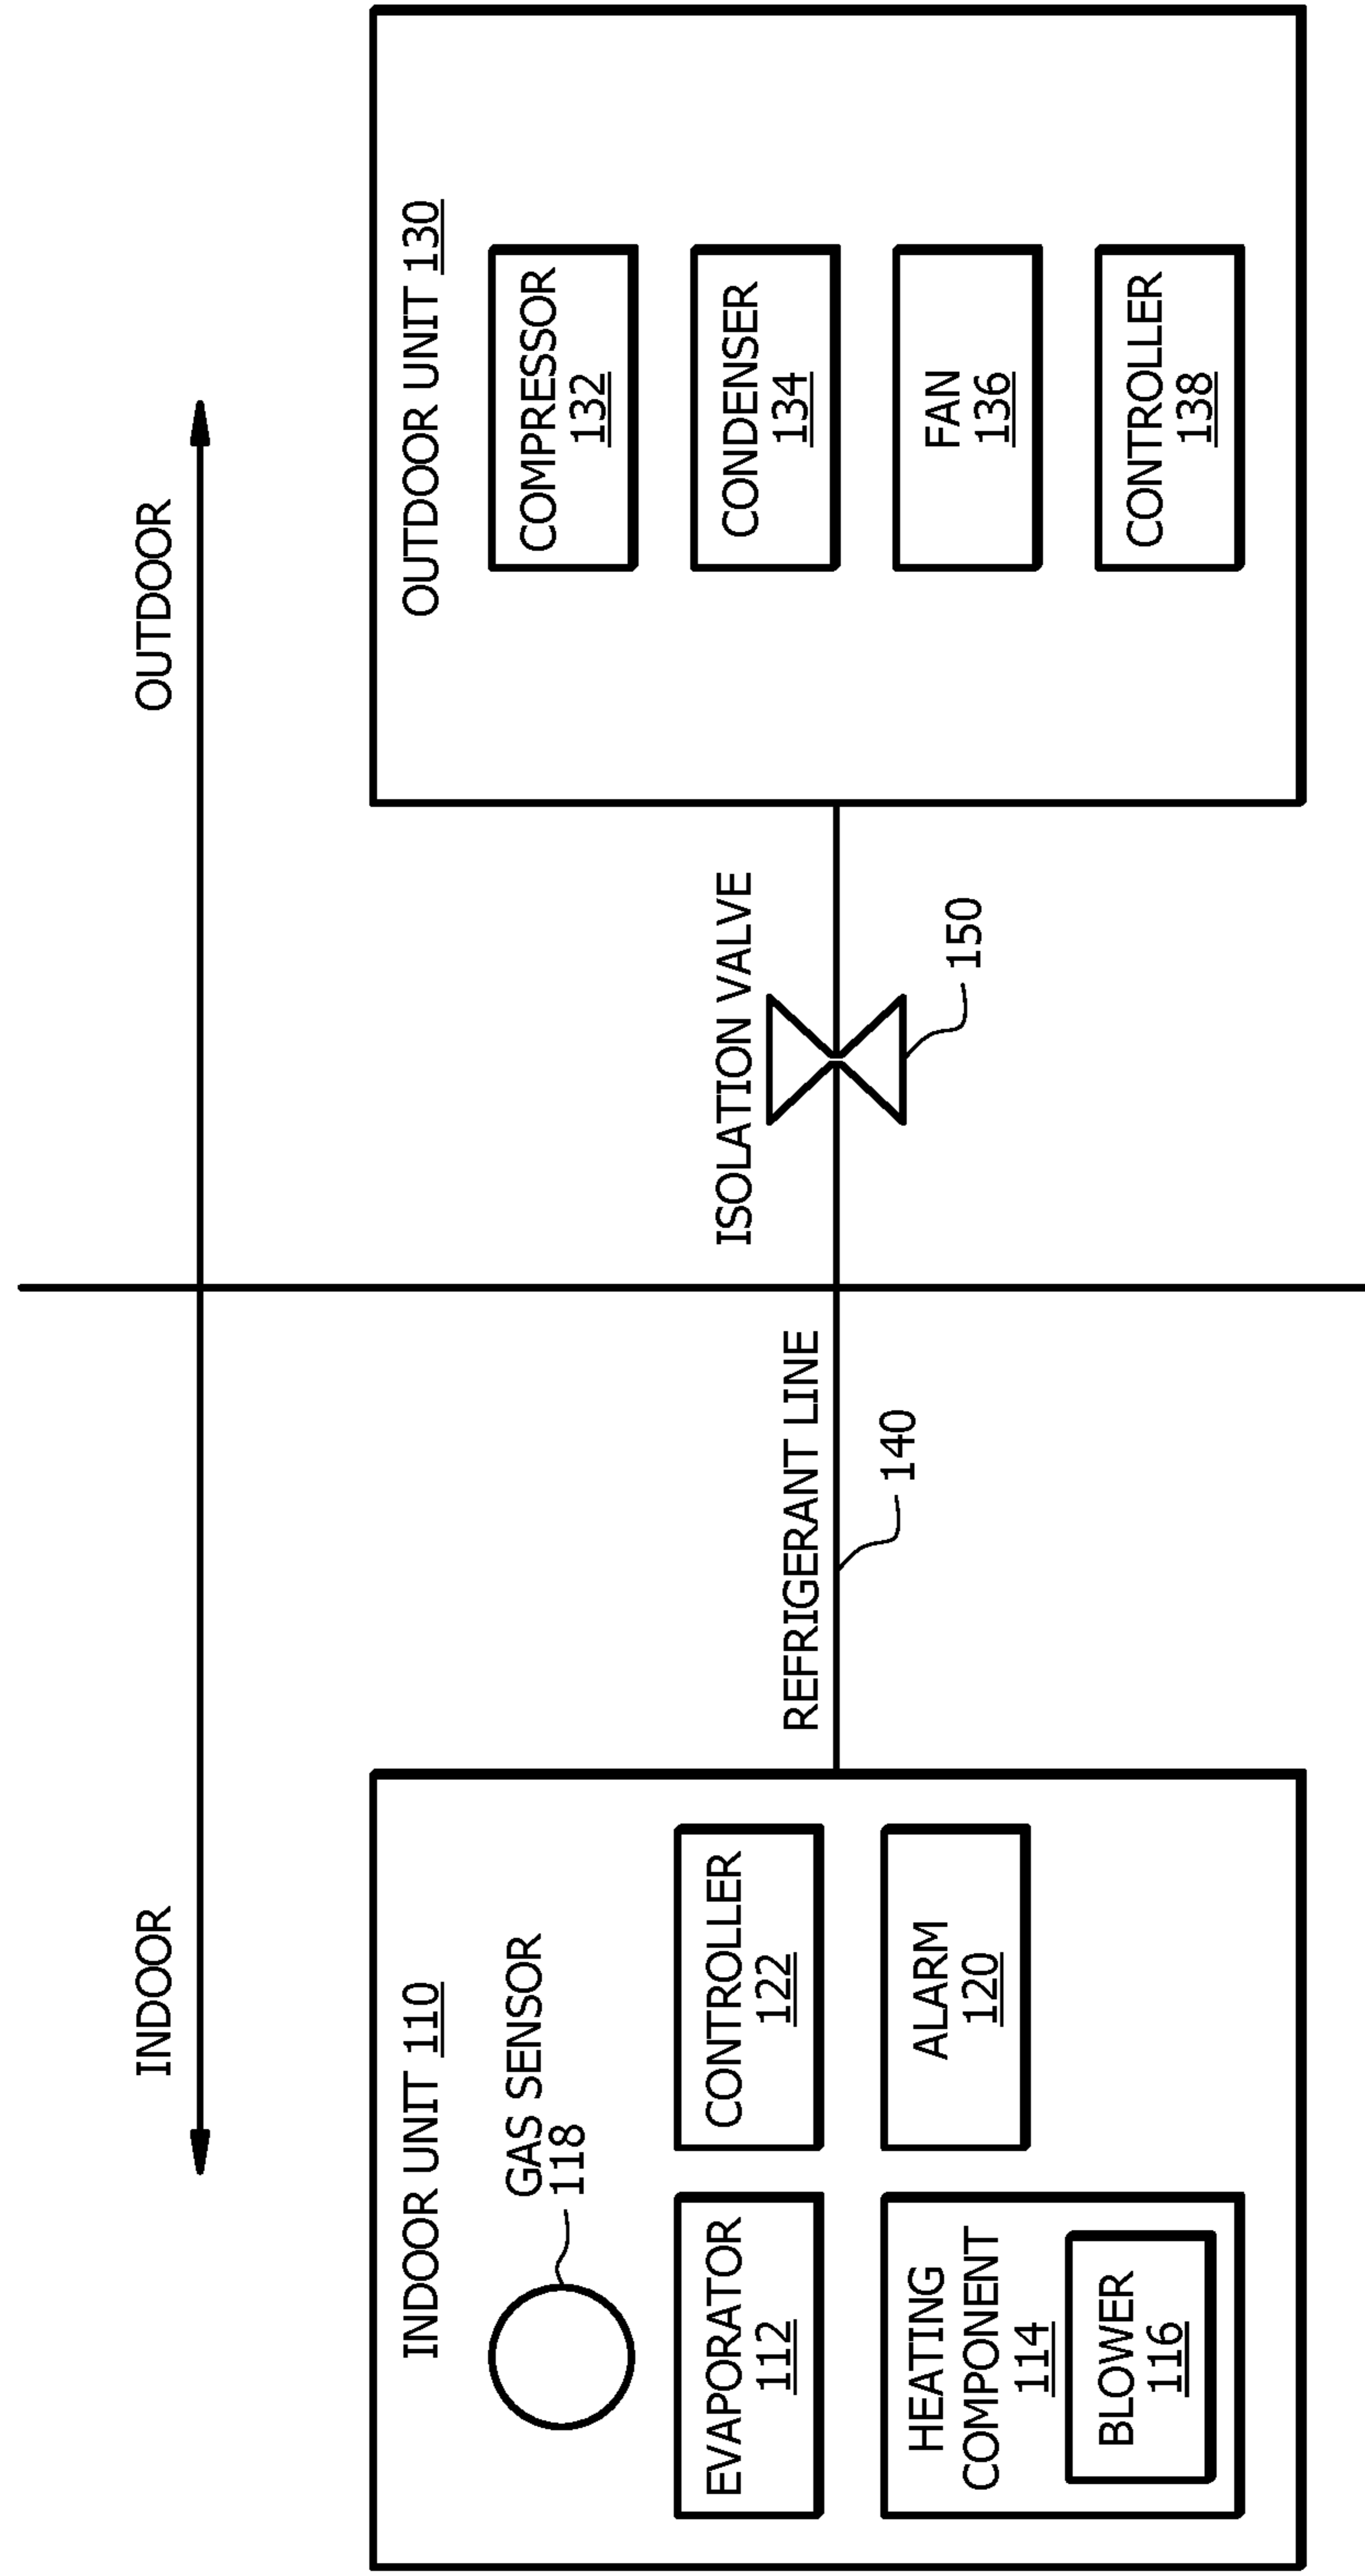 INDOOR
OUTDOOR
INDOOR UNIT 110
GAS SENSOR
118
EVAPORATOR
112
CONTROLLER
122
HEATING
COMPONENT
114
BLOWER
116
ALARM
120
REFRIGERANT LINE
140
ISOLATION VALVE
150
OUTDOOR UNIT 130
COMPRESSOR
132
CONDENSER
134
FAN
136
CONTROLLER
138